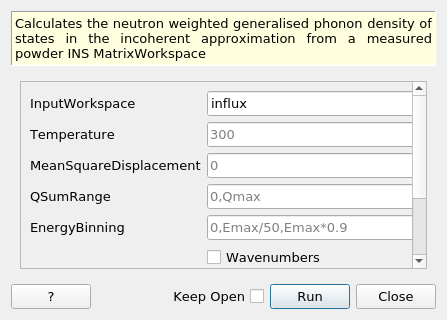 Calculates the neutron weighted generalised phonon density of
states in the incoherent approximation from a measured
powder INS MatrixWorkspace
InputWorkspace influx
Temperature 300
MeanSquareDisplacement 0
QSumRange 0,Qmax
EnergyBinning 0,Emax/50,Emax*0.9
Wavenumbers
? Keep Open Run Close